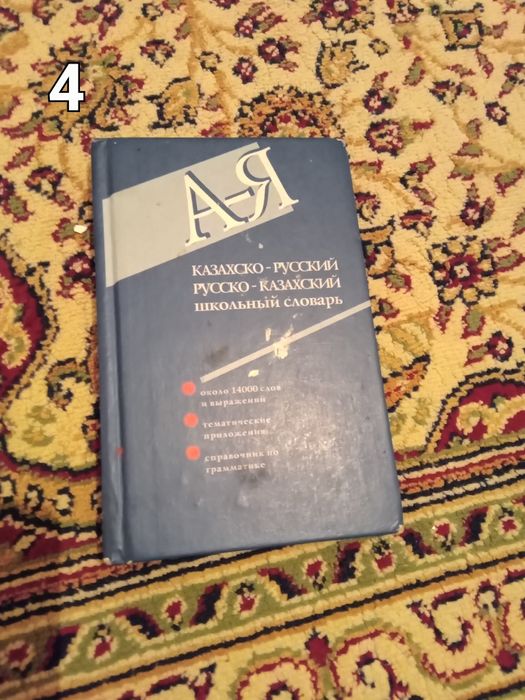 4
А-Я
КАЗАХСКО - РУССКИЙ
РУССКО - КАЗАХСКИЙ
ШКОЛЬНЫЙ СЛОВАРЬ
около 14000 слов
и выражений
тематические
приложения
справочник по
грамматике